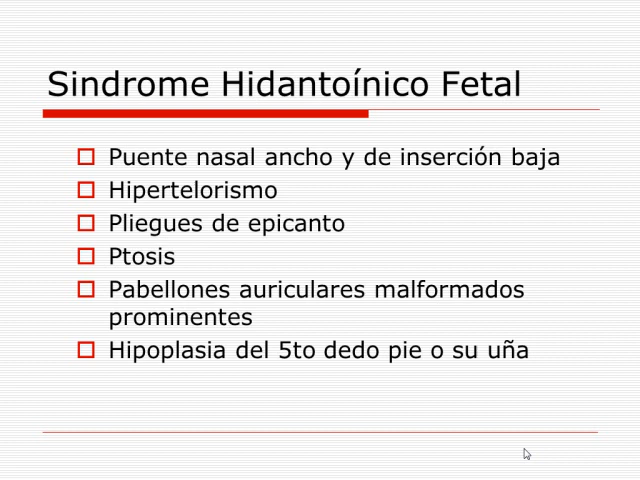 Sindrome Hidantoínico Fetal
Puente nasal ancho y de inserción baja
Hipertelorismo
Pliegues de epicanto
Ptosis
Pabellones auriculares malformados
prominentes
Hipoplasia del 5to dedo pie o su uña